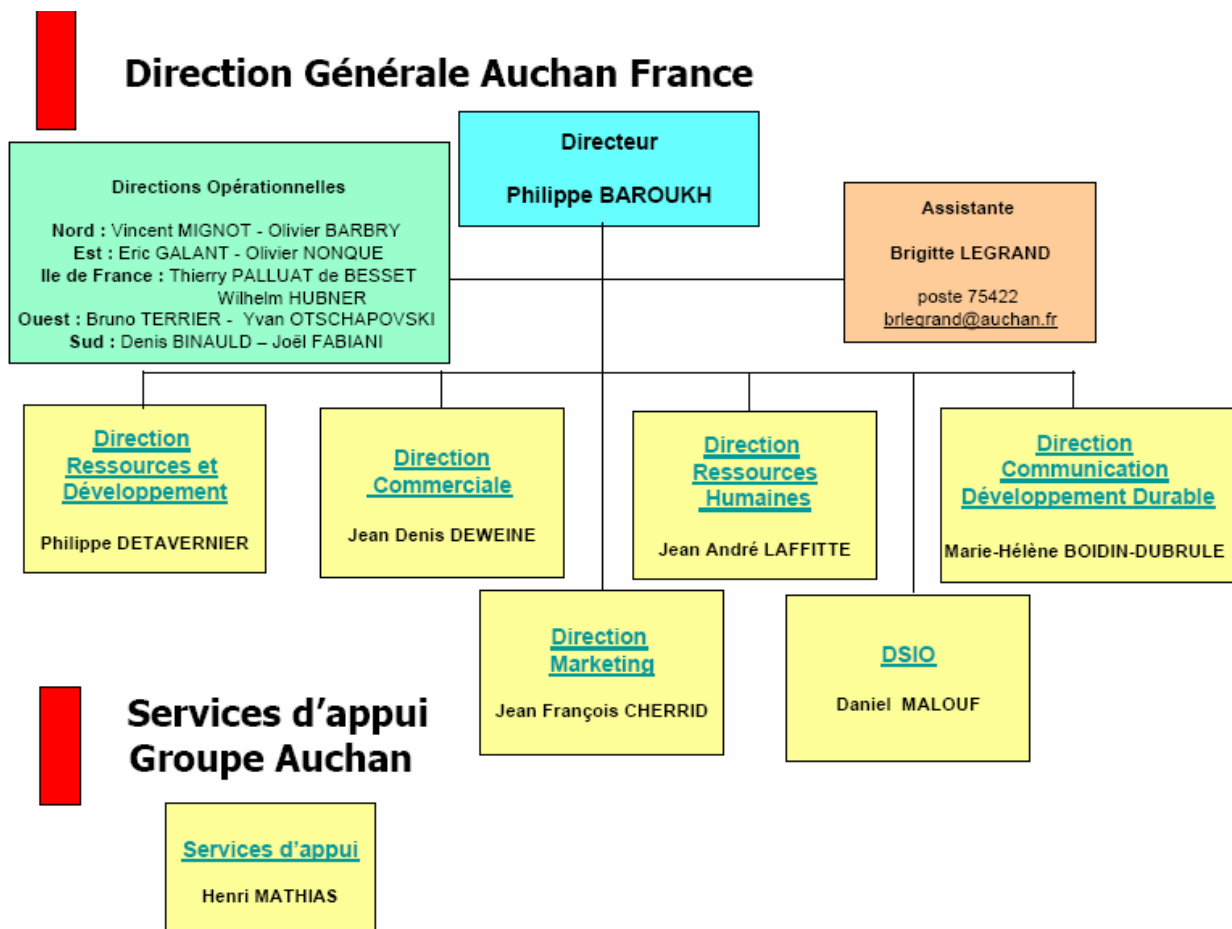 Direction Générale Auchan France
Directeur
Philippe BAROUKH
Directions Opérationnelles
Nord : Vincent MIGNOT - Olivier BARBRY
Est : Eric GALANT - Olivier NONQUE
Ile de France : Thierry PALLUAT de BESSET
Wilhelm HUBNER
Ouest : Bruno TERRIER - Yvan OTSCHAPOVSKI
Sud : Denis BINAULD – Joël FABIANI
Assistante
Brigitte LEGRAND
poste 75422
brlegrand@auchan.fr
Direction
Ressources et
Développement
Philippe DETAVERNIER
Direction
Commerciale
Jean Denis DEWEINE
Direction
Ressources
Humaines
Jean André LAFFITTE
Direction
Communication
Développement Durable
Marie-Hélène BOIDIN-DUBRULE
Direction
Marketing
Jean François CHERRID
DSIO
Daniel MALOUF
Services d’appui
Groupe Auchan
Services d’appui
Henri MATHIAS